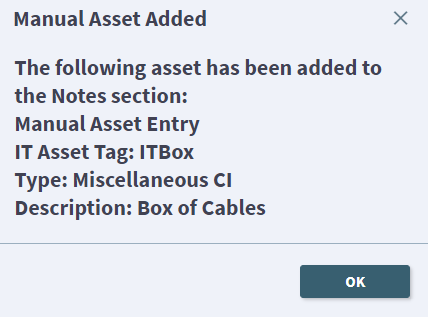 Manual Asset Added
The following asset has been added to
the Notes section:
Manual Asset Entry
IT Asset Tag: ITBox
Type: Miscellaneous CI
Description: Box of Cables
OK